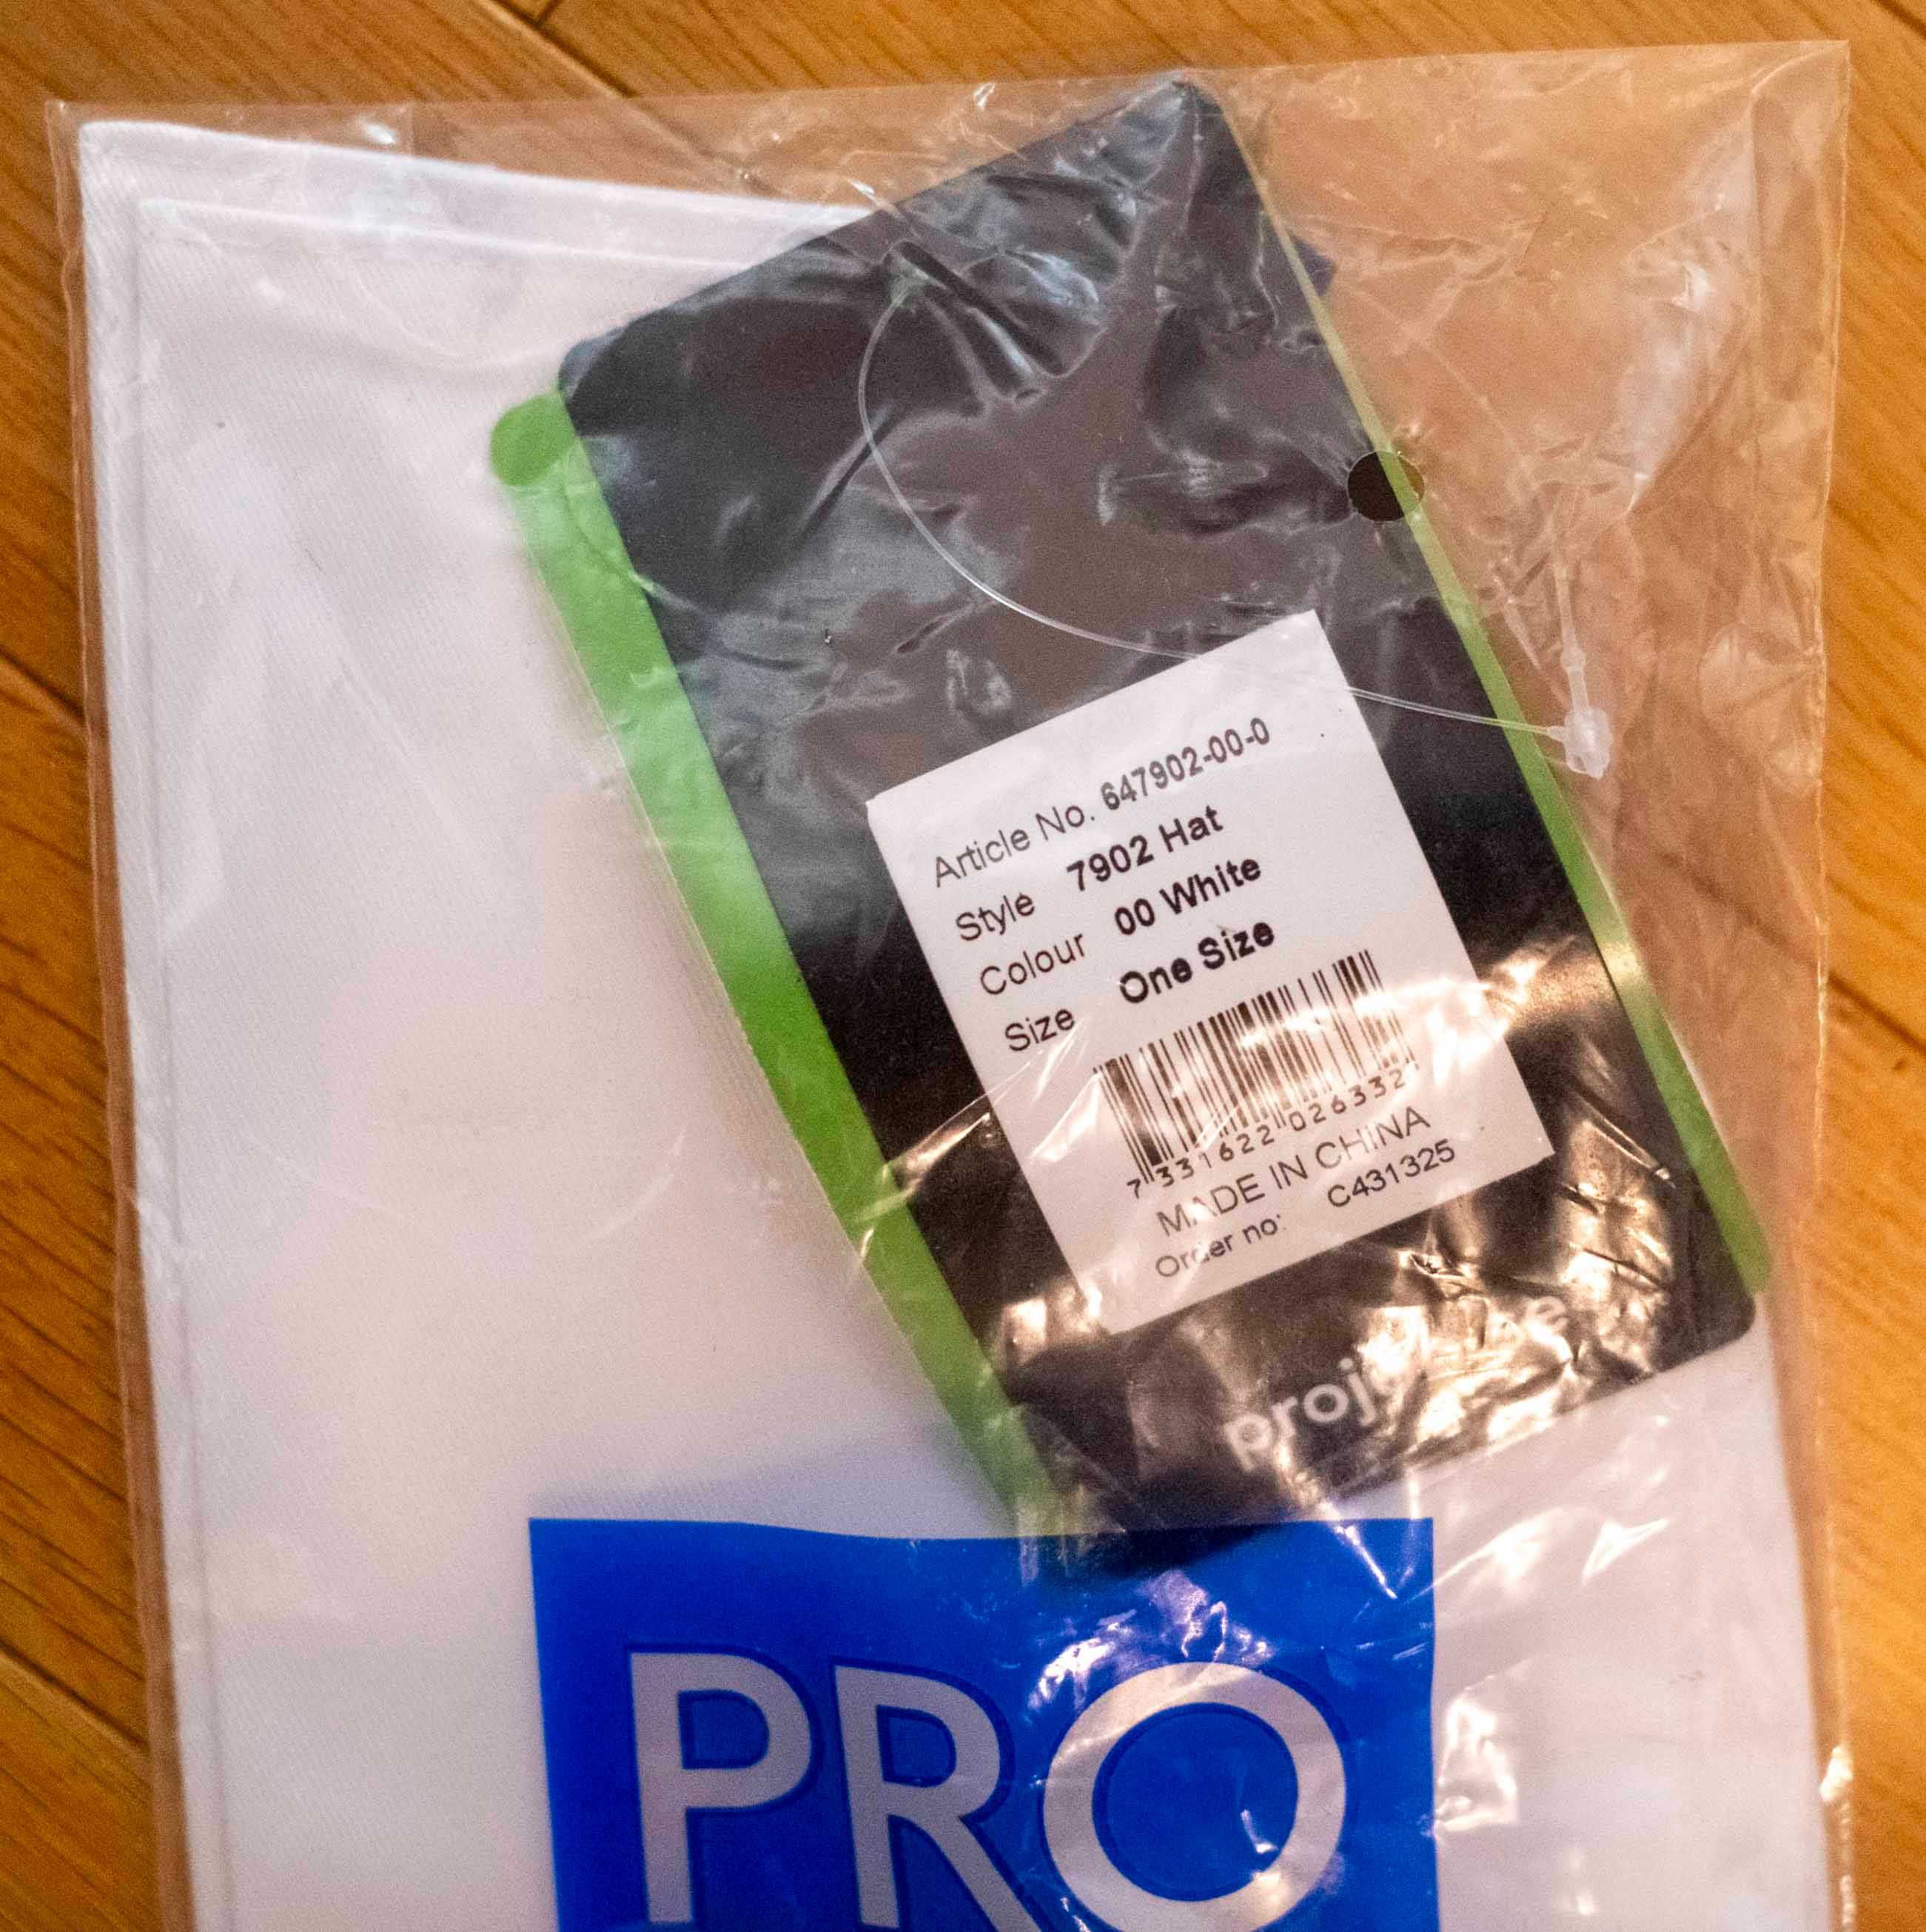 Article No. 647902-00-0
Style 7902 Hat
Colour 00 White
Size One Size
7 331622 026332
MADE IN CHINA
Order no: C431325
PRO